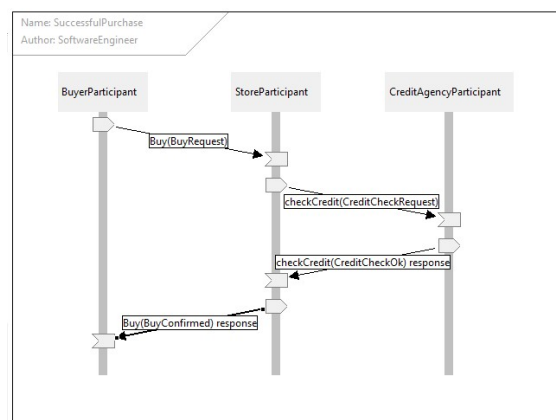 Name: SuccessfulPurchase
Author: SoftwareEngineer
BuyerParticipant
StoreParticipant
CreditAgencyParticipant
Buy(BuyRequest)
checkCredit(CreditCheckRequest)
checkCredit(CreditCheckOk) response
Buy(BuyConfirmed) response